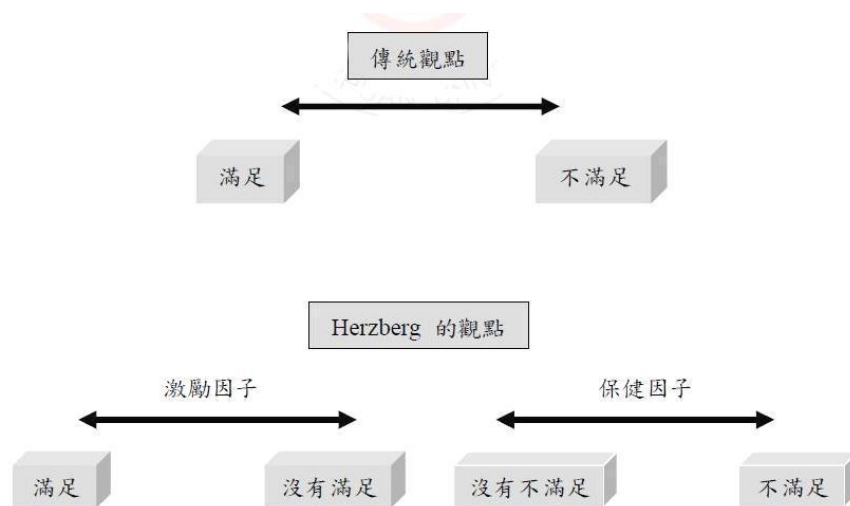 傳統觀點
滿足 不滿足
Herzberg 的觀點
激勵因子 保健因子
滿足 沒有滿足 沒有不滿足 不滿足